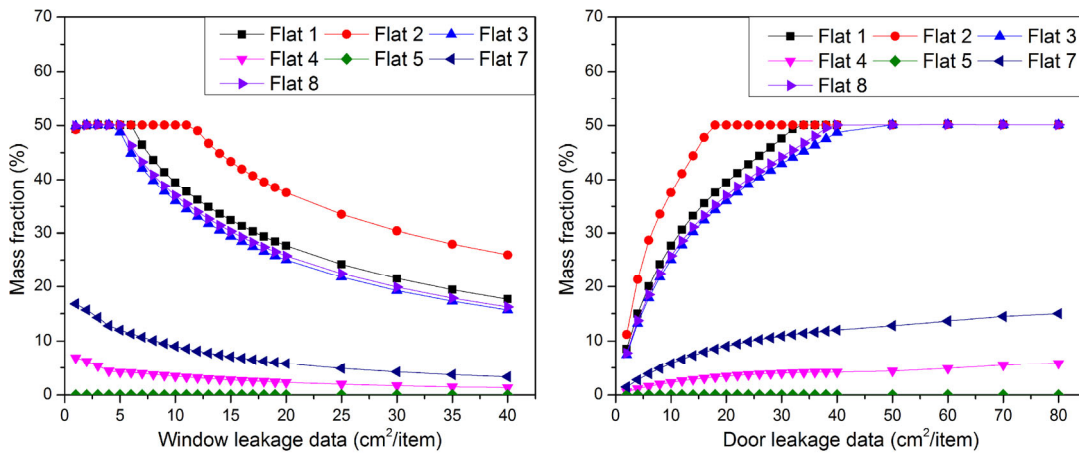 70
60
50
40
30
20
10
0
Mass fraction (%)
Flat 1 Flat 2 Flat 3
Flat 4 Flat 5 Flat 7
Flat 8
0 5 10 15 20 25 30 35 40
Window leakage data (cm²/item)
70
60
50
40
30
20
10
0
Mass fraction (%)
Flat 1 Flat 2 Flat 3
Flat 4 Flat 5 Flat 7
Flat 8
0 10 20 30 40 50 60 70 80
Door leakage data (cm²/item)